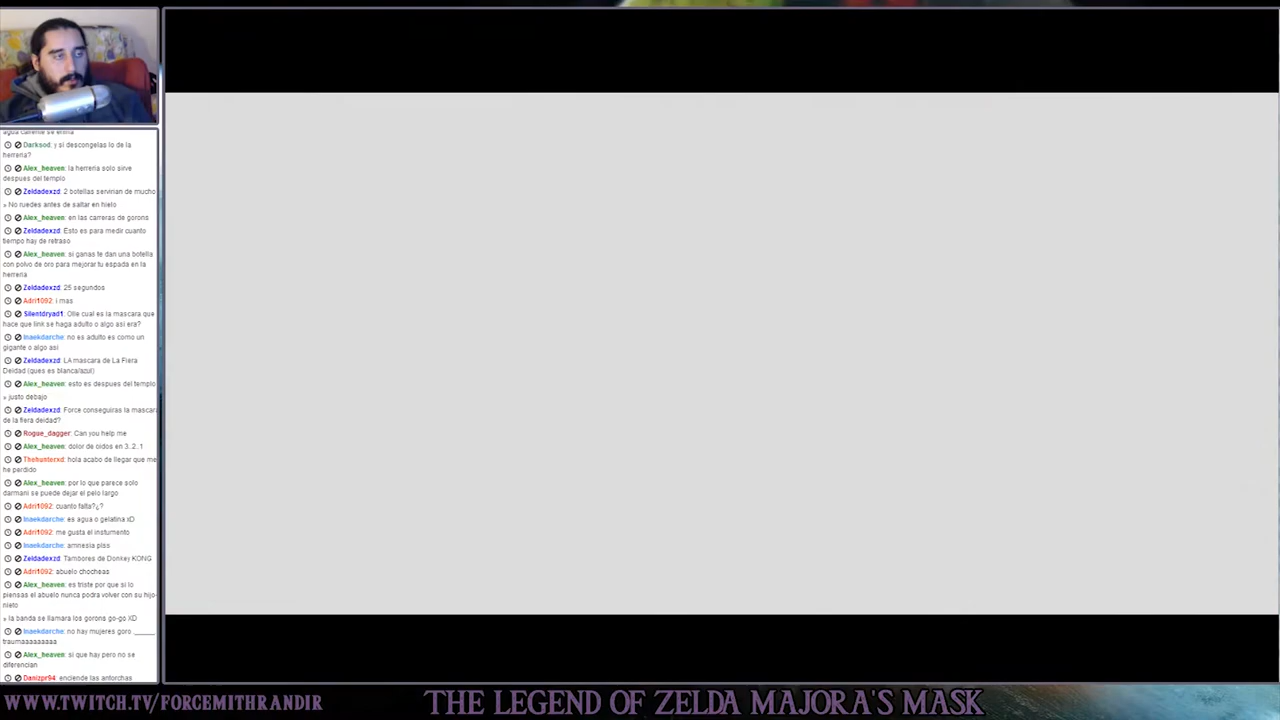 agua caliente se enfria
Darksod: y si descongelas lo de la
herreria?
Alex_heaven: la herreria solo sirve
despues del templo
Zeldadexzd: 2 botellas servirian de mucho
» No ruedes antes de saltar en hielo
Alex_heaven: en las carreras de gorons
Zeldadexzd: Esto es para medir cuanto
tiempo hay de retraso
Alex_heaven: si ganas te dan una botella
con polvo de oro para mejorar tu espada en la
herreria
Zeldadexzd: 25 segundos
Adri1092: i mas
Silentdryad1: Olle cual es la mascara que
hace que link se haga adulto o algo asi era?
Inaekdarche: no es adulto es como un
gigante o algo asi
Zeldadexzd: LA mascara de La Fiera
Deidad (ques es blanca/azul)
Alex_heaven: esto es despues del templo
» justo debajo
Zeldadexzd: Force conseguiras la mascara
de la fiera deidad?
Rogue_dagger: Can you help me
Alex_heaven: dolor de oidos en 3..2..1
Thehunterxd: hola acabo de llegar que me
he perdido
Alex_heaven: por lo que parece solo
darmani se puede dejar el pelo largo
Adri1092: cuanto falta?¿?
Inaekdarche: es agua o gelatina xD
Adri1092: me gusta el instumento
Inaekdarche: amnesia plss
Zeldadexzd: Tambores de Donkey KONG
Adri1092: abuelo chocheaa
Alex_heaven: es triste por que si lo
piensas el abuelo nunca podra volver con su hijo-
nieto
» la banda se llamara los gorons go-go XD
Inaekdarche: no hay mujeres goro ._____.
traumaaaaaaaaa
Alex_heaven: si que hay pero no se
diferencian
Danizpr94: enciende las antorchas
WWW.TWITCH.TV/FORCEMITHRANDIR
THE LEGEND OF ZELDA MAJORA'S MASK